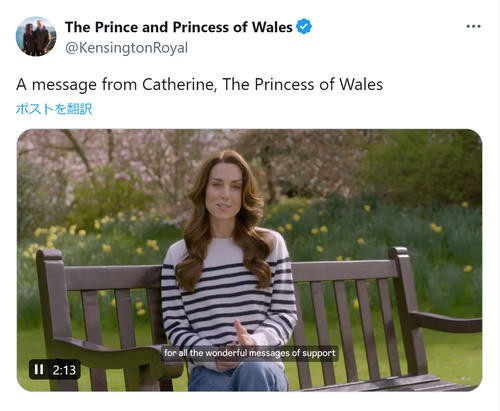 The Prince and Princess of Wales
@KensingtonRoyal
A message from Catherine, The Princess of Wales
ポストを翻訳
for all the wonderful messages of support
2:13